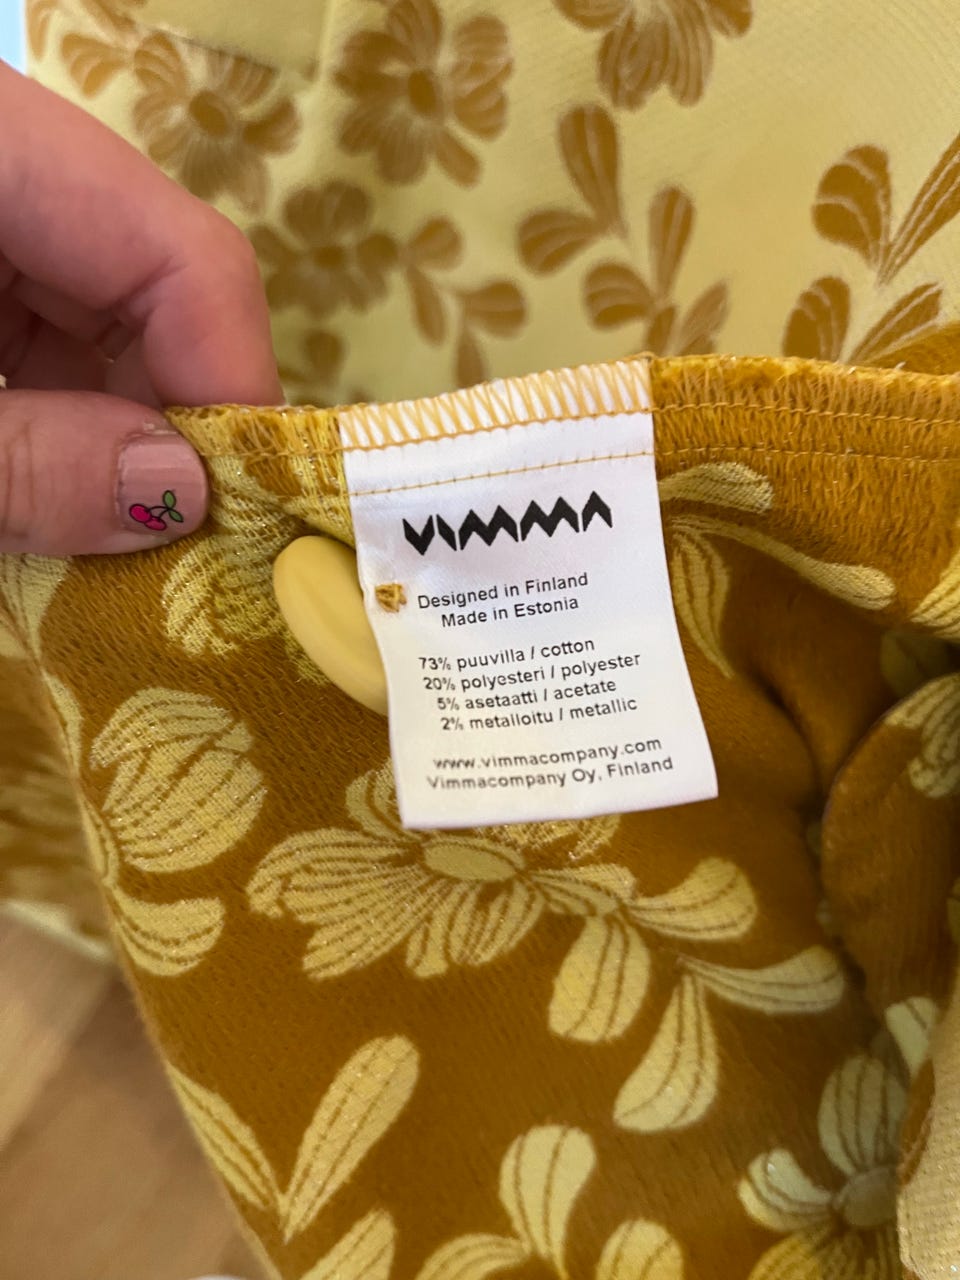 VIMMA
Designed in Finland
Made in Estonia
73% puuvilla / cotton
20% polyesteri / polyester
5% asetaatti / acetate
2% metalloitu / metallic
www.vimmacompany.com
Vimmacompany Oy, Finland